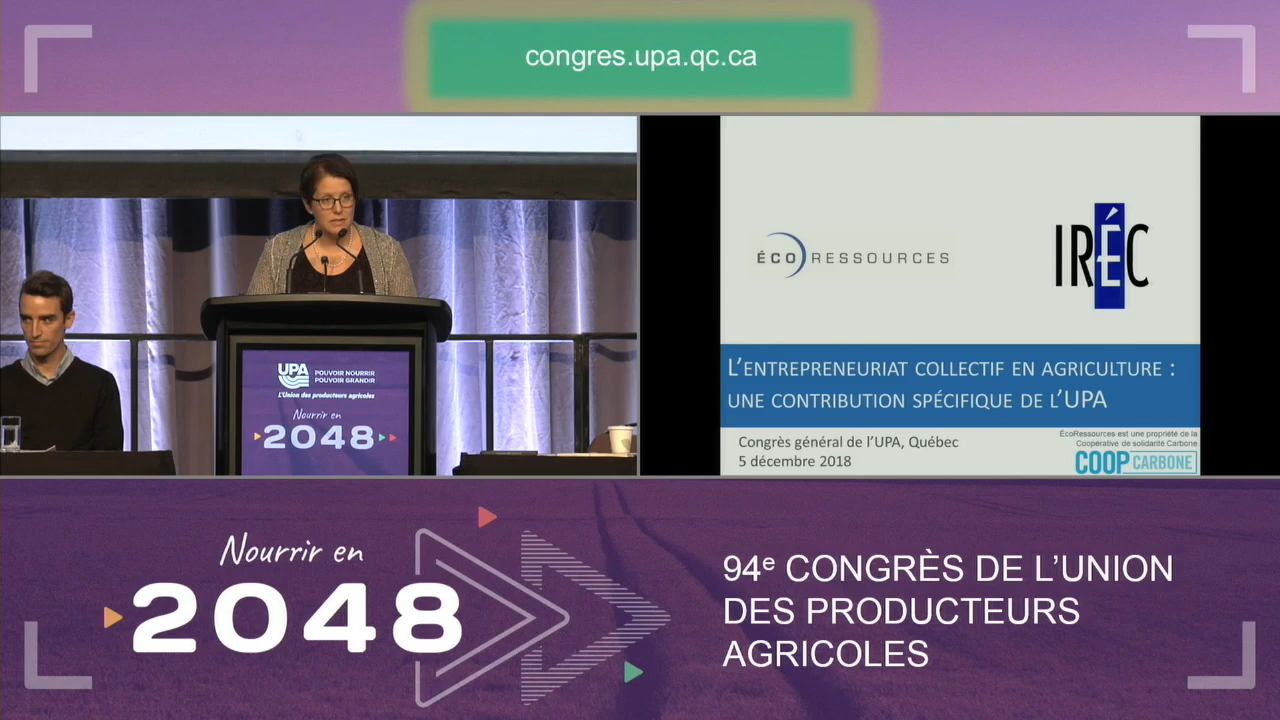 congres.upa.qc.ca
UPA
POUVOIR NOURRIR
POUVOIR GRANDIR
L'Union des producteurs agricoles
Nourrir en
2048
ÉCORESSOURCES
IRÉC
L'ENTREPRENEURIAT COLLECTIF EN AGRICULTURE :
UNE CONTRIBUTION SPÉCIFIQUE DE L'UPA
Congrès général de l'UPA, Québec
5 décembre 2018
ÉcoRessources est une propriété de la
Coopérative de solidarité Carbone
COOP CARBONE
Nourrir en
2048
94e CONGRÈS DE L'UNION
DES PRODUCTEURS
AGRICOLES